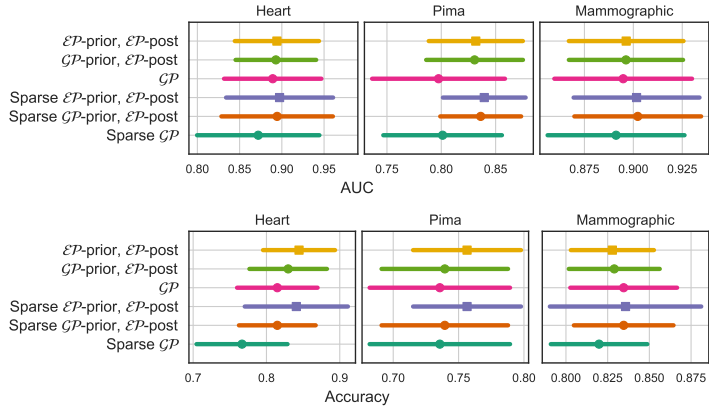 Heart Pima Mammographic
ℰ𝒫-prior, ℰ𝒫-post
𝒢𝒫-prior, ℰ𝒫-post
𝒢𝒫
Sparse ℰ𝒫-prior, ℰ𝒫-post
Sparse 𝒢𝒫-prior, ℰ𝒫-post
Sparse 𝒢𝒫
0.80 0.85 0.90 0.95 0.75 0.80 0.85 0.875 0.900 0.925
AUC
Heart Pima Mammographic
ℰ𝒫-prior, ℰ𝒫-post
𝒢𝒫-prior, ℰ𝒫-post
𝒢𝒫
Sparse ℰ𝒫-prior, ℰ𝒫-post
Sparse 𝒢𝒫-prior, ℰ𝒫-post
Sparse 𝒢𝒫
0.7 0.8 0.9 0.70 0.75 0.80 0.800 0.825 0.850 0.875
Accuracy